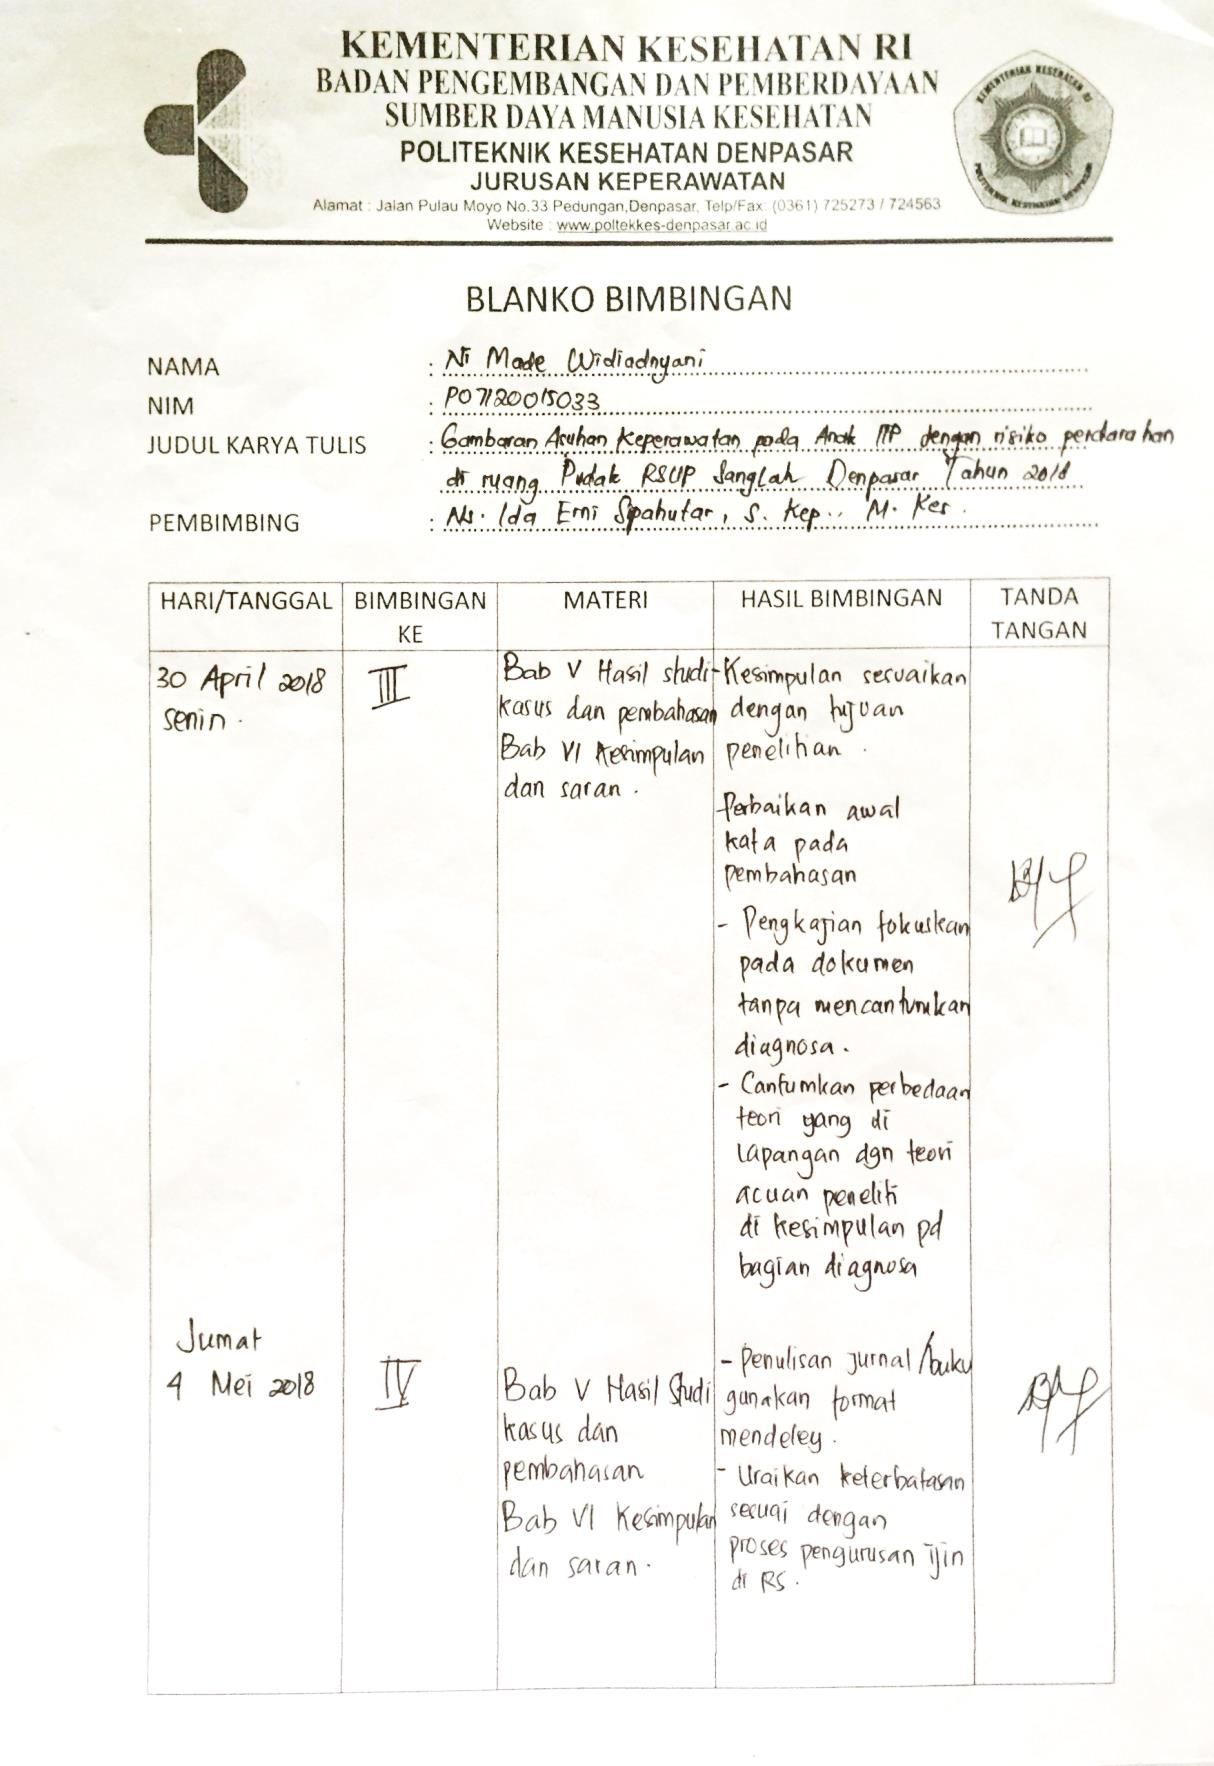 KEMENTERIAN KESEHATAN RI
BADAN PENGEMBANGAN DAN PEMBERDAYAAN
SUMBER DAYA MANUSIA KESEHATAN
POLITEKNIK KESEHATAN DENPASAR
JURUSAN KEPERAWATAN
Alamat : Jalan Pulau Moyo No.33 Pedungan,Denpasar, Telp/Fax: (0361) 725273 / 724563
Website : www.poltekkes-denpasar.ac.id
KEMENTERIAN KESEHATAN RI
POLITEKNIK KESEHATAN DENPASAR
BLANKO BIMBINGAN
NAMA : Ni Made Widiadnyani
NIM : P07120015033
JUDUL KARYA TULIS : Gambaran Asuhan Keperawatan pada Anak ITP dengan risiko perdarahan
di ruang Pudak RSUP Sanglah Denpasar Tahun 2018
PEMBIMBING : Ns. Ida Erni Sipahutar, S. Kep., M. Kes.
HARI/TANGGAL BIMBINGAN KE MATERI HASIL BIMBINGAN TANDA TANGAN
30 April 2018
Senin.
III
Bab V Hasil studi
kasus dan pembahasan
Bab VI Kesimpulan
dan saran.
- Kesimpulan sesuaikan
dengan tujuan
penelitian.
- Perbaikan awal
kata pada
pembahasan
- Pengkajian fokuskan
pada dokumen
tanpa mencantumkan
diagnosa.
- Cantumkan perbedaan
teori yang di
lapangan dgn teori
acuan peneliti
di kesimpulan pd
bagian diagnosa
Jumat
4 Mei 2018
IV
Bab V Hasil Studi
kasus dan
pembahasan
Bab VI Kesimpulan
dan saran.
- Penulisan jurnal/buku
gunakan format
mendeley.
- Uraikan keterbatasan
sesuai dengan
proses pengurusan ijin
di RS.